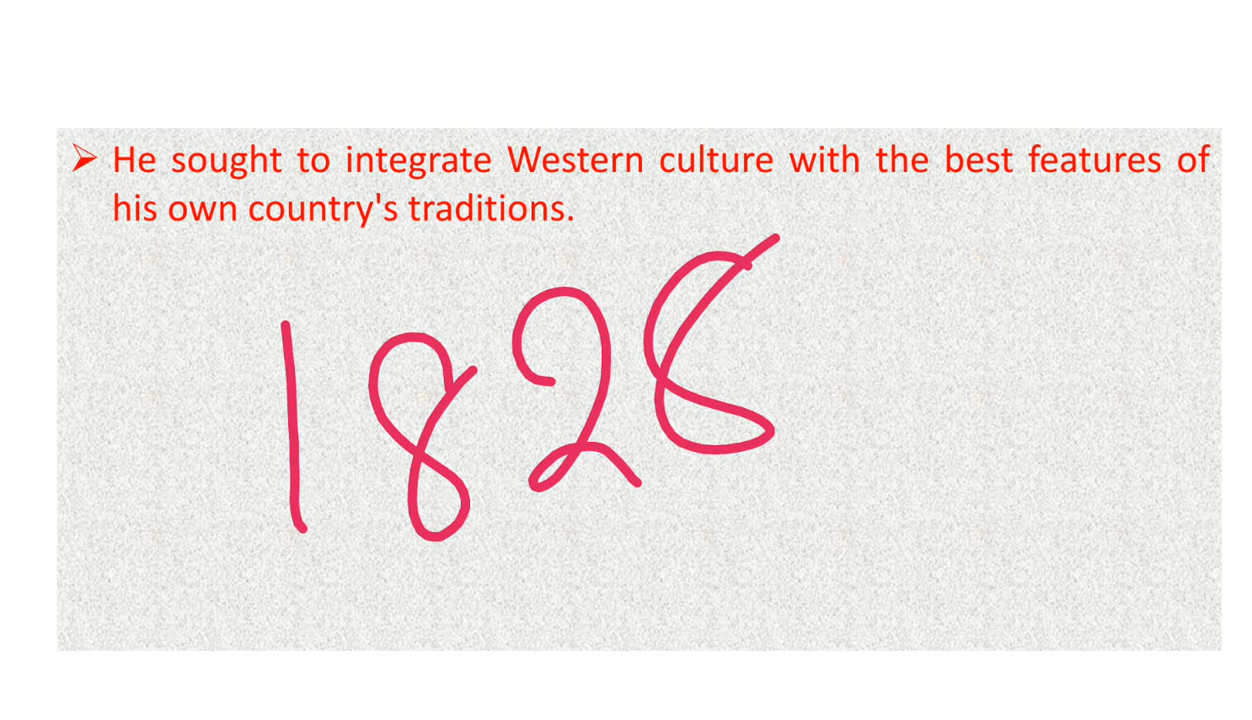 ➢ He sought to integrate Western culture with the best features of
his own country's traditions.
1828